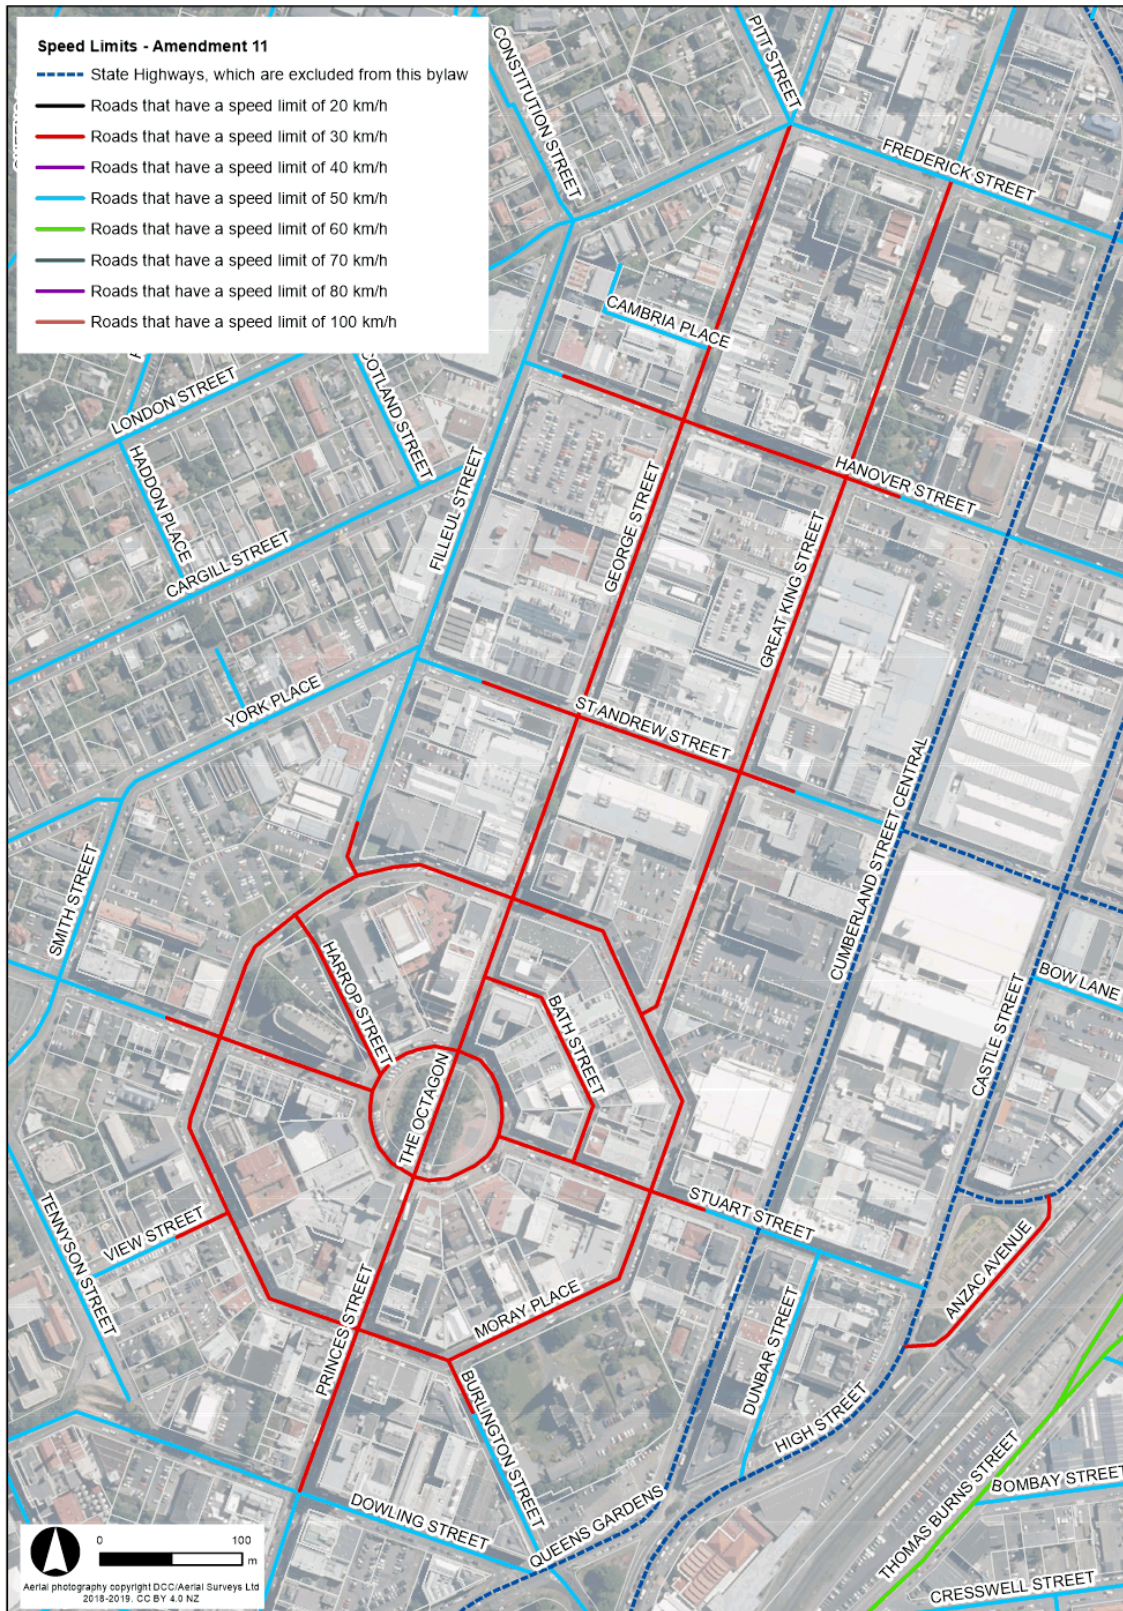 Speed Limits - Amendment 11
State Highways, which are excluded from this bylaw
Roads that have a speed limit of 20 km/h
Roads that have a speed limit of 30 km/h
Roads that have a speed limit of 40 km/h
Roads that have a speed limit of 50 km/h
Roads that have a speed limit of 60 km/h
Roads that have a speed limit of 70 km/h
Roads that have a speed limit of 80 km/h
Roads that have a speed limit of 100 km/h
CONSTITUTION STREET
PITT STREET
FREDERICK STREET
CAMBRIA PLACE
LONDON STREET
COTLAND STREET
HADDON PLACE
CARGILL STREET
FILLEUL STREET
GEORGE STREET
HANOVER STREET
GREAT KING STREET
YORK PLACE
ST ANDREW STREET
CUMBERLAND STREET CENTRAL
SMITH STREET
HARROP STREET
BATH STREET
THE OCTAGON
BOW LANE
CASTLE STREET
STUART STREET
TENNYSON STREET
VIEW STREET
ANZAC AVENUE
MORAY PLACE
PRINCES STREET
DUNBAR STREET
BURLINGTON STREET
HIGH STREET
DOWLING STREET
QUEENS GARDENS
THOMAS BURNS STREET
BOMBAY STREET
CRESSWELL STREET
0 100
m
Aerial photography copyright DCC/Aerial Surveys Ltd
2018-2019. CC BY 4.0 NZ